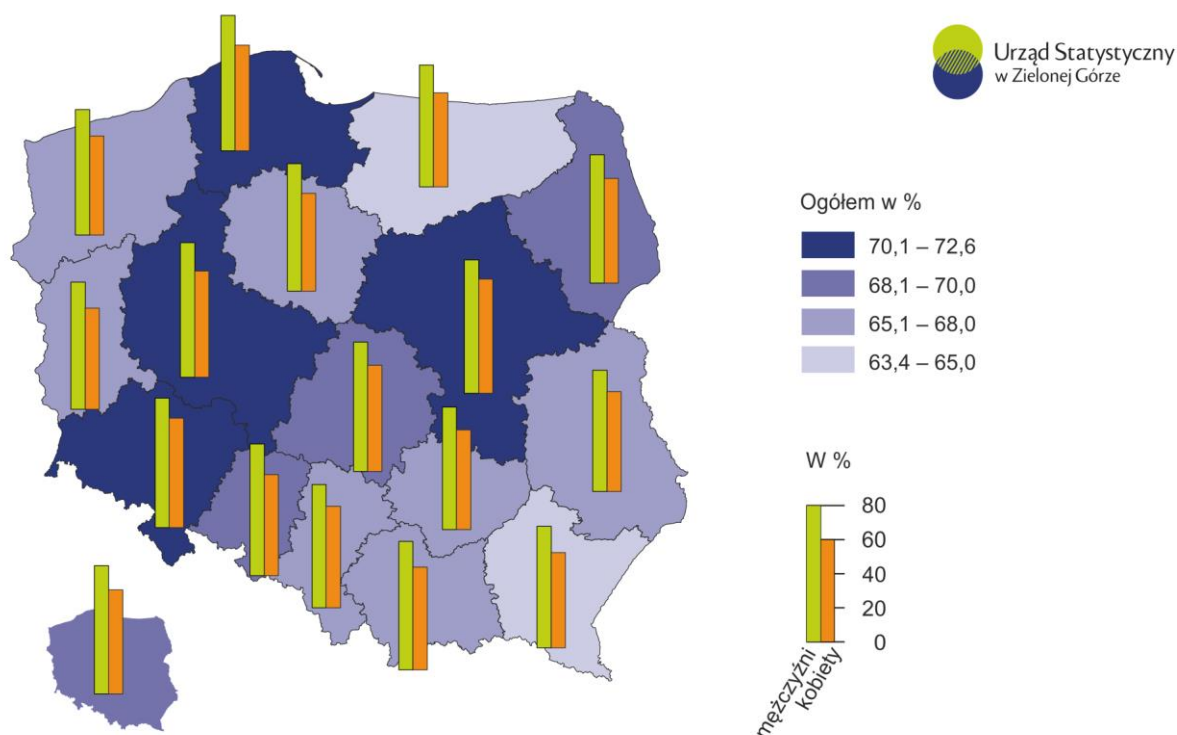 Urząd Statystyczny
w Zielonej Górze
Ogółem w %
70,1 – 72,6
68,1 – 70,0
65,1 – 68,0
63,4 – 65,0
W %
80
60
40
20
0
mężczyźni
kobiety